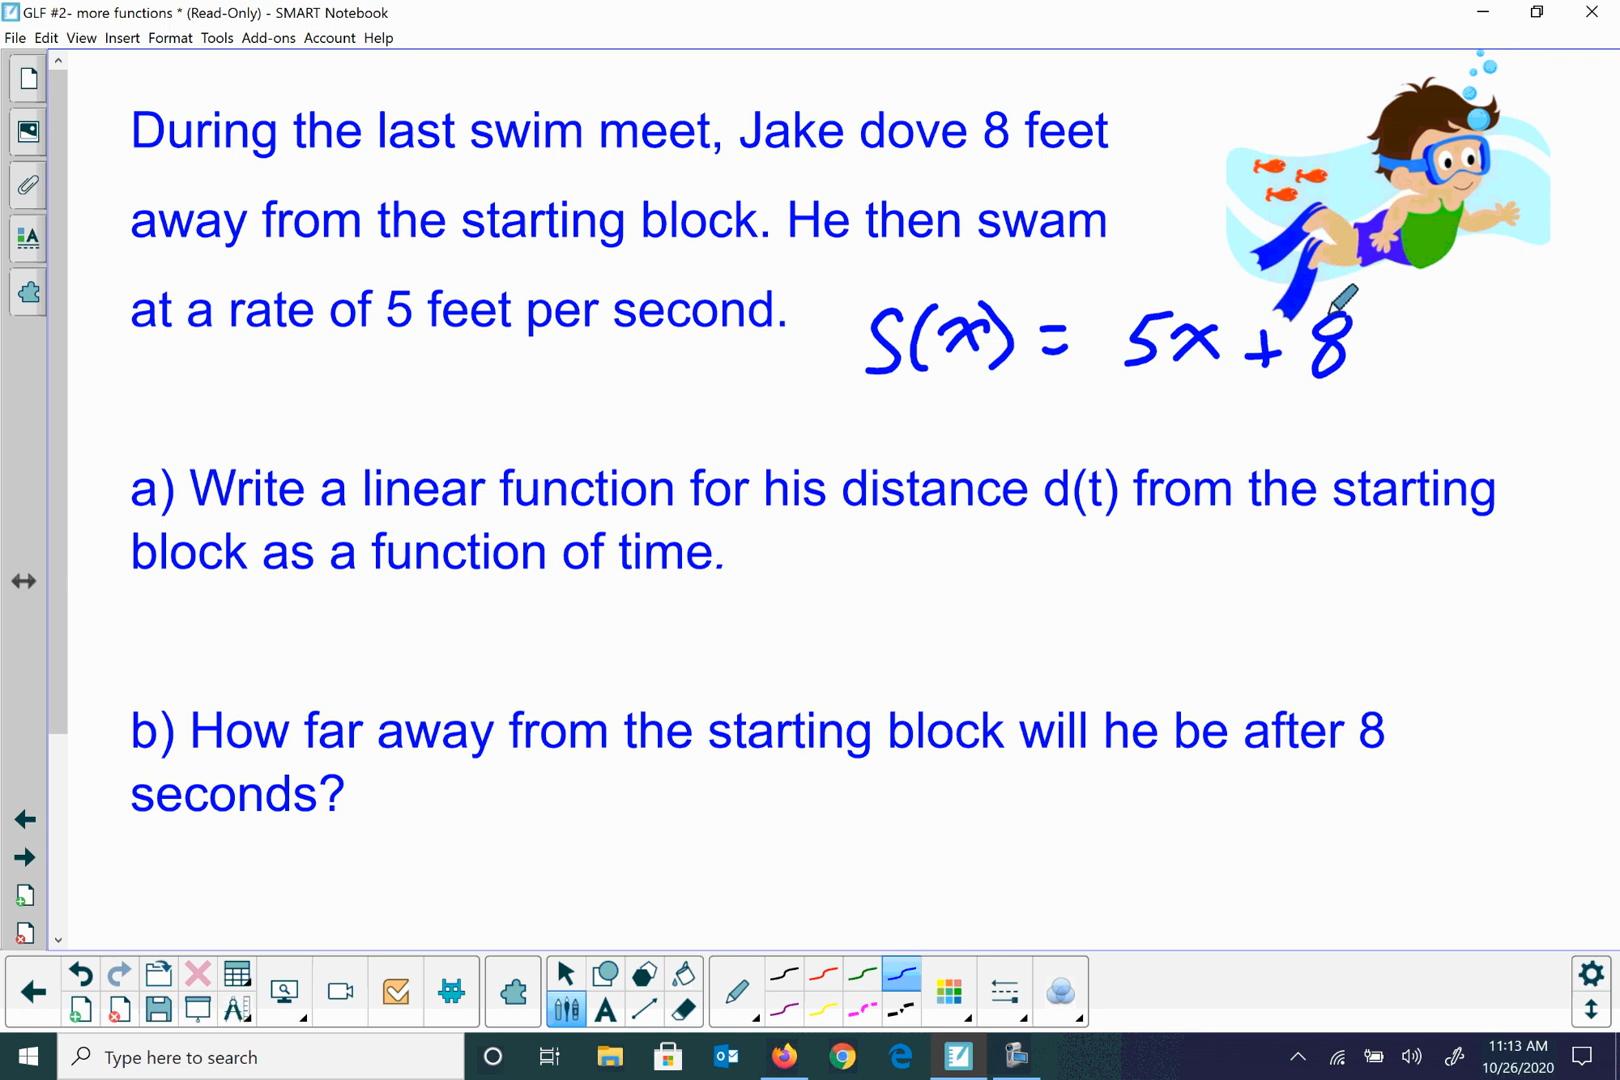 GLF #2- more functions * (Read-Only) - SMART Notebook
File Edit View Insert Format Tools Add-ons Account Help
During the last swim meet, Jake dove 8 feet
away from the starting block. He then swam
at a rate of 5 feet per second.
S(x) = 5x + 8
a) Write a linear function for his distance d(t) from the starting
block as a function of time.
b) How far away from the starting block will he be after 8
seconds?
Type here to search
11:13 AM
10/26/2020